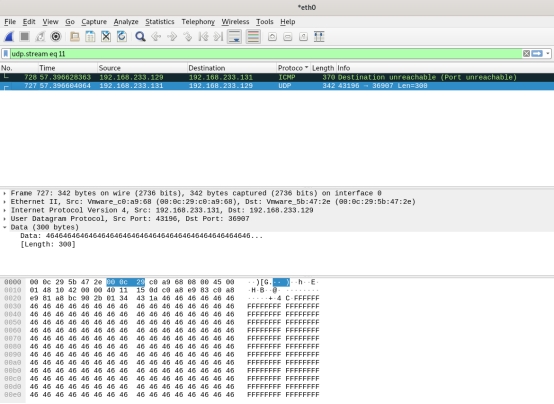 *eth0
File Edit View Go Capture Analyze Statistics Telephony Wireless Tools Help
udp.stream eq 11
No. Time Source Destination Protoco Length Info
728 57.396628363 192.168.233.129 192.168.233.131 ICMP 370 Destination unreachable (Port unreachable)
727 57.396604064 192.168.233.131 192.168.233.129 UDP 342 43196 → 36907 Len=300
Frame 727: 342 bytes on wire (2736 bits), 342 bytes captured (2736 bits) on interface 0
Ethernet II, Src: Vmware_c0:a9:68 (00:0c:29:c0:a9:68), Dst: Vmware_5b:47:2e (00:0c:29:5b:47:2e)
Internet Protocol Version 4, Src: 192.168.233.131, Dst: 192.168.233.129
User Datagram Protocol, Src Port: 43196, Dst Port: 36907
Data (300 bytes)
Data: 464646464646464646464646464646464646464646464646...
[Length: 300]
0000 00 0c 29 5b 47 2e 00 0c 29 c0 a9 68 08 00 45 00 ··)[G.·· )··h··E·
0010 01 48 10 42 00 00 40 11 15 0d c0 a8 e9 83 c0 a8 ·H·B··@· ········
0020 e9 81 a8 bc 90 2b 01 34 43 1a 46 46 46 46 46 46 ·····+·4 C·FFFFFF
0030 46 46 46 46 46 46 46 46 46 46 46 46 46 46 46 46 FFFFFFFF FFFFFFFF
0040 46 46 46 46 46 46 46 46 46 46 46 46 46 46 46 46 FFFFFFFF FFFFFFFF
0050 46 46 46 46 46 46 46 46 46 46 46 46 46 46 46 46 FFFFFFFF FFFFFFFF
0060 46 46 46 46 46 46 46 46 46 46 46 46 46 46 46 46 FFFFFFFF FFFFFFFF
0070 46 46 46 46 46 46 46 46 46 46 46 46 46 46 46 46 FFFFFFFF FFFFFFFF
0080 46 46 46 46 46 46 46 46 46 46 46 46 46 46 46 46 FFFFFFFF FFFFFFFF
0090 46 46 46 46 46 46 46 46 46 46 46 46 46 46 46 46 FFFFFFFF FFFFFFFF
00a0 46 46 46 46 46 46 46 46 46 46 46 46 46 46 46 46 FFFFFFFF FFFFFFFF
00b0 46 46 46 46 46 46 46 46 46 46 46 46 46 46 46 46 FFFFFFFF FFFFFFFF
00c0 46 46 46 46 46 46 46 46 46 46 46 46 46 46 46 46 FFFFFFFF FFFFFFFF
00d0 46 46 46 46 46 46 46 46 46 46 46 46 46 46 46 46 FFFFFFFF FFFFFFFF
00e0 46 46 46 46 46 46 46 46 46 46 46 46 46 46 46 46 FFFFFFFF FFFFFFFF